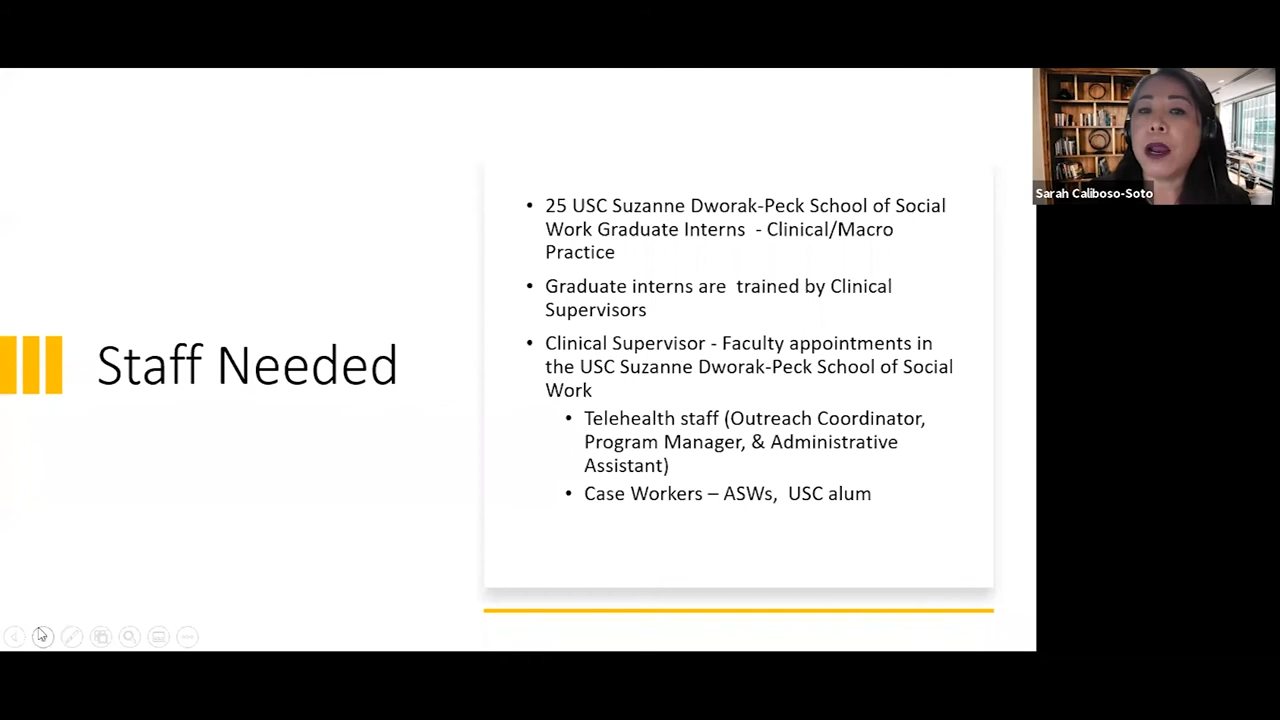 Sarah Caliboso-Soto
Staff Needed
• 25 USC Suzanne Dworak-Peck School of Social
Work Graduate Interns - Clinical/Macro
Practice
• Graduate interns are trained by Clinical
Supervisors
• Clinical Supervisor - Faculty appointments in
the USC Suzanne Dworak-Peck School of Social
Work
• Telehealth staff (Outreach Coordinator,
Program Manager, & Administrative
Assistant)
• Case Workers – ASWs, USC alum